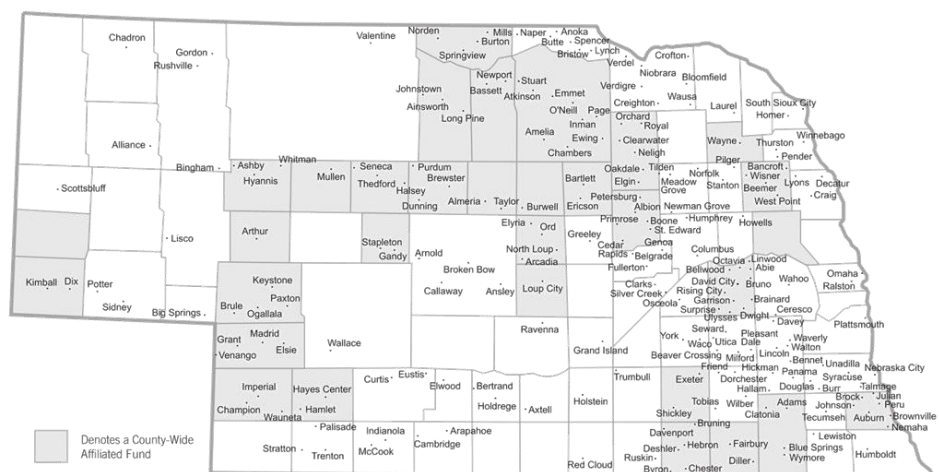 Chadron
Gordon
Rushville
Valentine
Norden
Mills
Burton
Springview
Naper
Anoka
Butte
Spencer
Bristow
Lynch
Verdel
Crofton
Niobrara
Bloomfield
Verdigre
Wausa
Creighton
Laurel
South Sioux City
Homer
Johnstown
Ainsworth
Long Pine
Newport
Bassett
Stuart
Atkinson
Emmet
O'Neill
Page
Inman
Ewing
Amelia
Chambers
Orchard
Royal
Clearwater
Neligh
Wayne
Winnebago
Thurston
Pender
Alliance
Bingham
Ashby
Hyannis
Whitman
Mullen
Seneca
Thedford
Halsey
Purdum
Brewster
Dunning
Almeria
Taylor
Burwell
Bartlett
Ericson
Oakdale
Tilden
Elgin
Meadow
Grove
Norfolk
Pilger
Stanton
Bancroft
Wisner
Beemer
West Point
Lyons
Decatur
Craig
Scottsbluff
Petersburg
Albion
Newman Grove
Primrose
Boone
St. Edward
Humphrey
Howells
Lisco
Arthur
Stapleton
Gandy
Arnold
Elyria
Ord
North Loup
Arcadia
Greeley
Cedar
Rapids
Genoa
Belgrade
Fullerton
Columbus
Octavia
Linwood
Abie
Bellwood
Kimball
Dix
Potter
Sidney
Big Springs
Keystone
Paxton
Brule
Ogallala
Broken Bow
Callaway
Ansley
Loup City
Clarks
Silver Creek
Osceola
David City
Rising City
Garrison
Surprise
Ulysses
Dwight
Bruno
Brainard
Wahoo
Ceresco
Davey
Omaha
Ralston
Plattsmouth
Grant
Madrid
Venango
Elsie
Wallace
Ravenna
Grand Island
York
Seward
Waco
Utica
Pleasant
Dale
Beaver Crossing
Milford
Lincoln
Waverly
Walton
Bennet
Unadilla
Nebraska City
Imperial
Champion
Wauneta
Hayes Center
Hamlet
Palisade
Curtis
Eustis
Elwood
Bertrand
Holdrege
Axtell
Holstein
Trumbull
Exeter
Friend
Dorchester
Hickman
Hallam
Panama
Douglas
Syracuse
Burr
Talmage
Brock
Julian
Peru
Johnson
Brownville
Auburn
Nemaha
Shickley
Tobias
Wilber
Clatonia
Adams
Tecumseh
Bruning
Davenport
Stratton
Trenton
Indianola
McCook
Arapahoe
Cambridge
Red Cloud
Deshler
Hebron
Ruskin
Byron
Chester
Fairbury
Diller
Blue Springs
Wymore
Lewiston
Humboldt
Denotes a County-Wide
Affiliated Fund